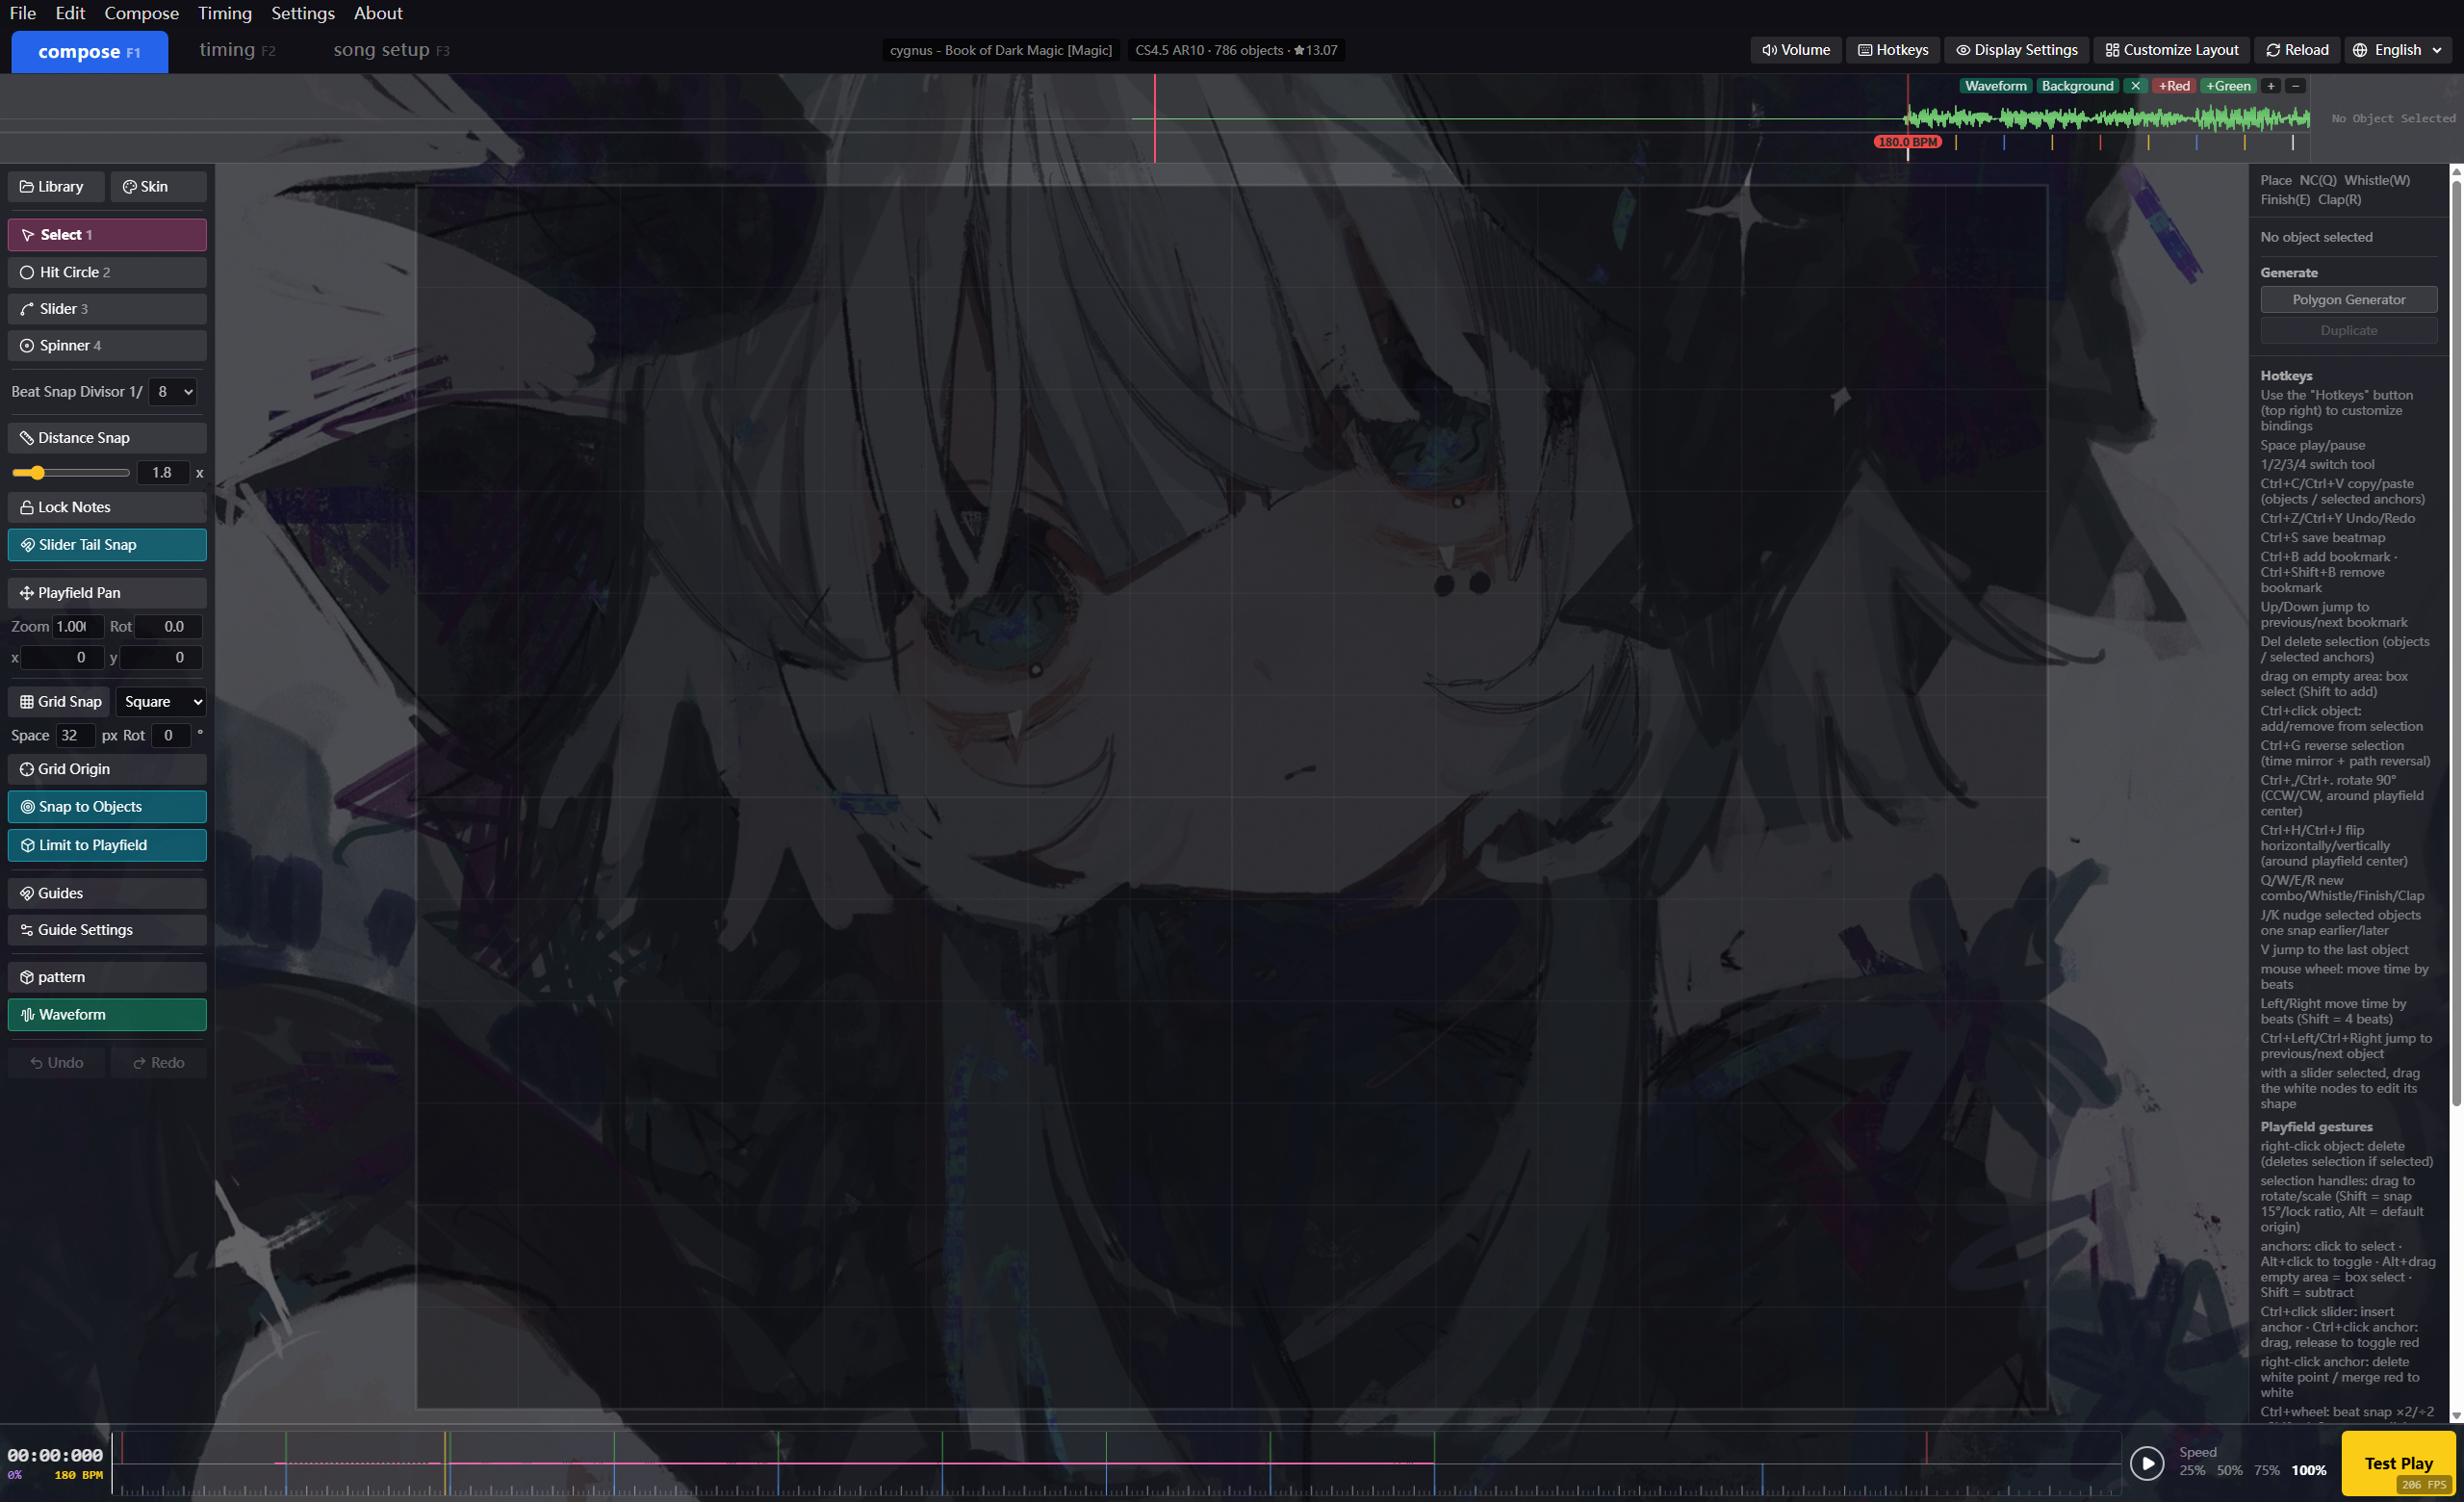 File Edit Compose Timing Settings About
compose F1 timing F2 song setup F3
cygnus - Book of Dark Magic [Magic] CS4.5 AR10 · 786 objects · ★13.07
Volume Hotkeys Display Settings Customize Layout Reload English
Waveform Background × +Red +Green + −
No Object Selected
180.0 BPM
Library Skin
Select 1
Hit Circle 2
Slider 3
Spinner 4
Beat Snap Divisor 1/ 8
Distance Snap
1.8 x
Lock Notes
Slider Tail Snap
Playfield Pan
Zoom 1.00 Rot 0.0
x 0 y 0
Grid Snap Square
Space 32 px Rot 0 °
Grid Origin
Snap to Objects
Limit to Playfield
Guides
Guide Settings
pattern
Waveform
Undo Redo
Place NC(Q) Whistle(W)
Finish(E) Clap(R)
No object selected
Generate
Polygon Generator
Duplicate
Hotkeys
Use the "Hotkeys" button
(top right) to customize
bindings
Space play/pause
1/2/3/4 switch tool
Ctrl+C/Ctrl+V copy/paste
(objects / selected anchors)
Ctrl+Z/Ctrl+Y Undo/Redo
Ctrl+S save beatmap
Ctrl+B add bookmark ·
Ctrl+Shift+B remove
bookmark
Up/Down jump to
previous/next bookmark
Del delete selection (objects
/ selected anchors)
drag on empty area: box
select (Shift to add)
Ctrl+click object:
add/remove from selection
Ctrl+G reverse selection
(time mirror + path reversal)
Ctrl+,/Ctrl+. rotate 90°
(CCW/CW, around playfield
center)
Ctrl+H/Ctrl+J flip
horizontally/vertically
(around playfield center)
Q/W/E/R new
combo/Whistle/Finish/Clap
J/K nudge selected objects
one snap earlier/later
V jump to the last object
mouse wheel: move time by
beats
Left/Right move time by
beats (Shift = 4 beats)
Ctrl+Left/Ctrl+Right jump to
previous/next object
with a slider selected, drag
the white nodes to edit its
shape
Playfield gestures
right-click object: delete
(deletes selection if selected)
selection handles: drag to
rotate/scale (Shift = snap
15°/lock ratio, Alt = default
origin)
anchors: click to select ·
Alt+click to toggle · Alt+drag
empty area = box select ·
Shift = subtract
Ctrl+click slider: insert
anchor · Ctrl+click anchor:
drag, release to toggle red
right-click anchor: delete
white point / merge red to
white
Ctrl+wheel: beat snap ×2/÷2
00:00:000
0% 180 BPM
Speed
25% 50% 75% 100%
Test Play
206 FPS